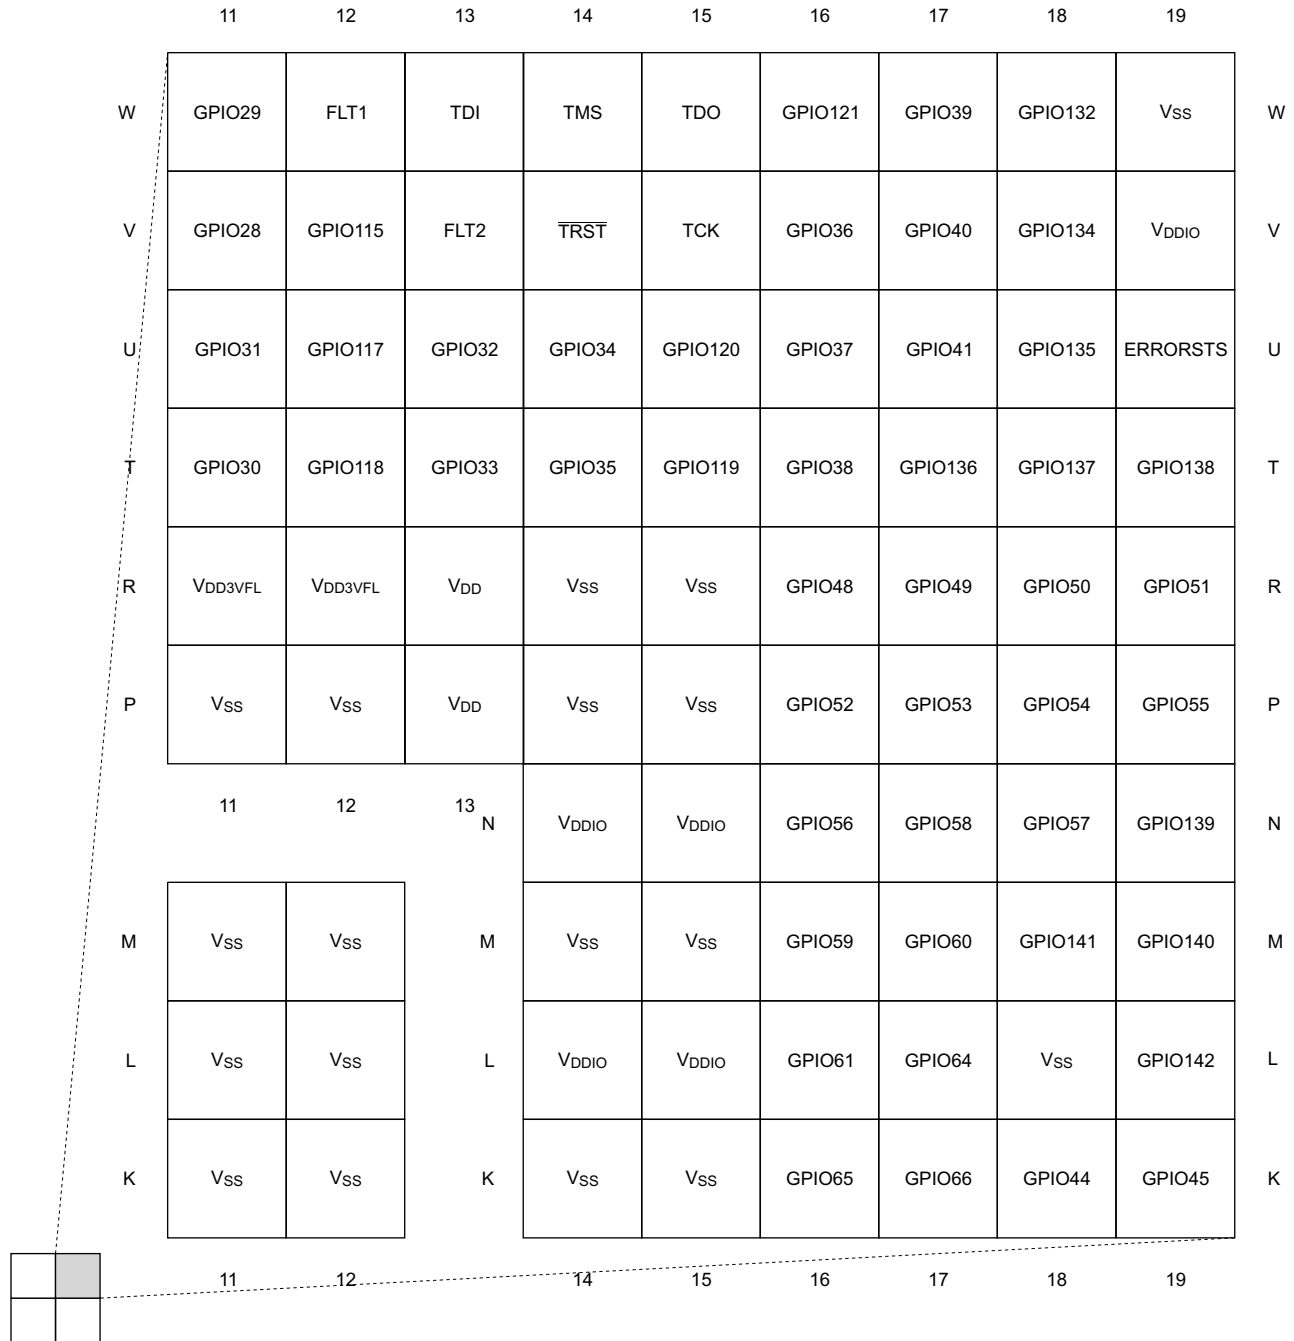 11 12 13 14 15 16 17 18 19
W GPIO29 FLT1 TDI TMS TDO GPIO121 GPIO39 GPIO132 VSS W
V GPIO28 GPIO115 FLT2 TRST TCK GPIO36 GPIO40 GPIO134 VDDIO V
U GPIO31 GPIO117 GPIO32 GPIO34 GPIO120 GPIO37 GPIO41 GPIO135 ERRORSTS U
T GPIO30 GPIO118 GPIO33 GPIO35 GPIO119 GPIO38 GPIO136 GPIO137 GPIO138 T
R VDD3VFL VDD3VFL VDD VSS VSS GPIO48 GPIO49 GPIO50 GPIO51 R
P VSS VSS VDD VSS VSS GPIO52 GPIO53 GPIO54 GPIO55 P
11 12 13
N VDDIO VDDIO GPIO56 GPIO58 GPIO57 GPIO139 N
M VSS VSS M VSS VSS GPIO59 GPIO60 GPIO141 GPIO140 M
L VSS VSS L VDDIO VDDIO GPIO61 GPIO64 VSS GPIO142 L
K VSS VSS K VSS VSS GPIO65 GPIO66 GPIO44 GPIO45 K
11 12 14 15 16 17 18 19